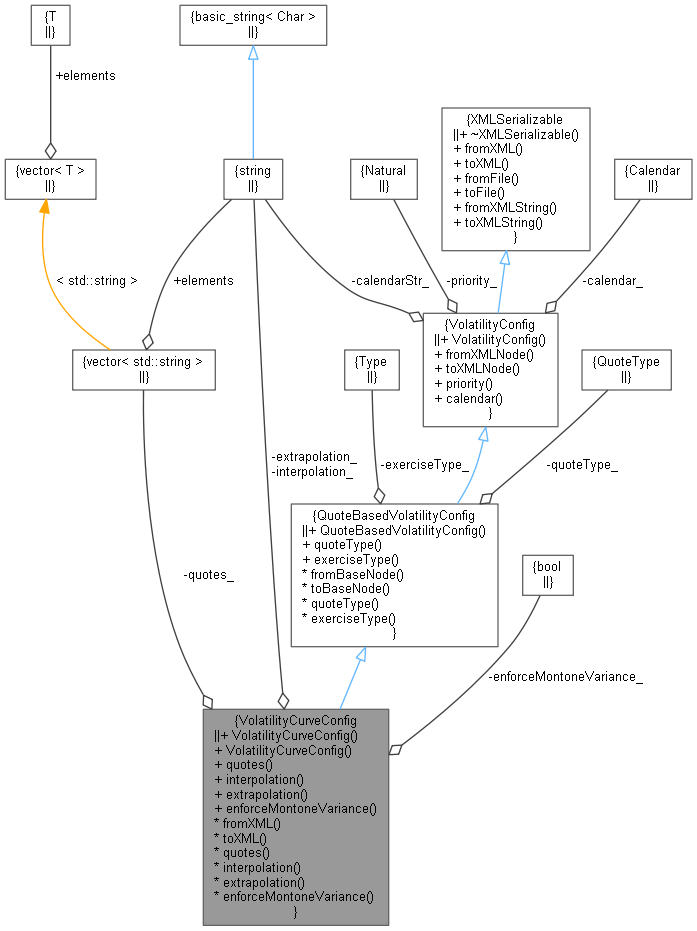 {T
||}
{basic_string< Char >
||}
+elements
{XMLSerializable
||+ ~XMLSerializable()
+ fromXML()
+ toXML()
+ fromFile()
+ toFile()
+ fromXMLString()
+ toXMLString()
}
{vector< T >
||}
{string
||}
{Natural
||}
{Calendar
||}
< std::string >
+elements
-calendarStr_
-priority_
-calendar_
{VolatilityConfig
||+ VolatilityConfig()
+ fromXMLNode()
+ toXMLNode()
+ priority()
+ calendar()
}
{vector< std::string >
||}
{Type
||}
{QuoteType
||}
-extrapolation_
-interpolation_
-exerciseType_
-quoteType_
{QuoteBasedVolatilityConfig
||+ QuoteBasedVolatilityConfig()
+ quoteType()
+ exerciseType()
* fromBaseNode()
* toBaseNode()
* quoteType()
* exerciseType()
}
{bool
||}
-quotes_
-enforceMontoneVariance_
{VolatilityCurveConfig
||+ VolatilityCurveConfig()
+ VolatilityCurveConfig()
+ quotes()
+ interpolation()
+ extrapolation()
+ enforceMontoneVariance()
* fromXML()
* toXML()
* quotes()
* interpolation()
* extrapolation()
* enforceMontoneVariance()
}